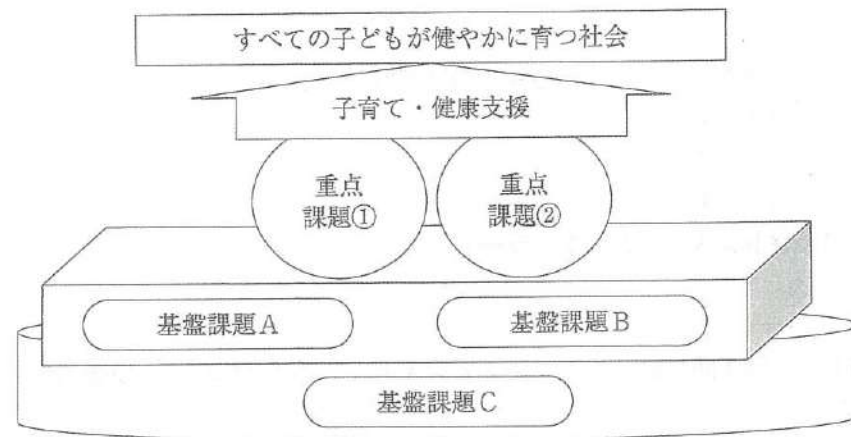 すべての子どもが健やかに育つ社会
子育て・健康支援
重点
課題①
重点
課題②
基盤課題A
基盤課題B
基盤課題C